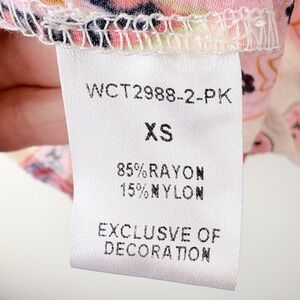 WCT2988-2-PK
XS
85%RAYON
15%NYLON
EXCLUSVE OF
DECORATION